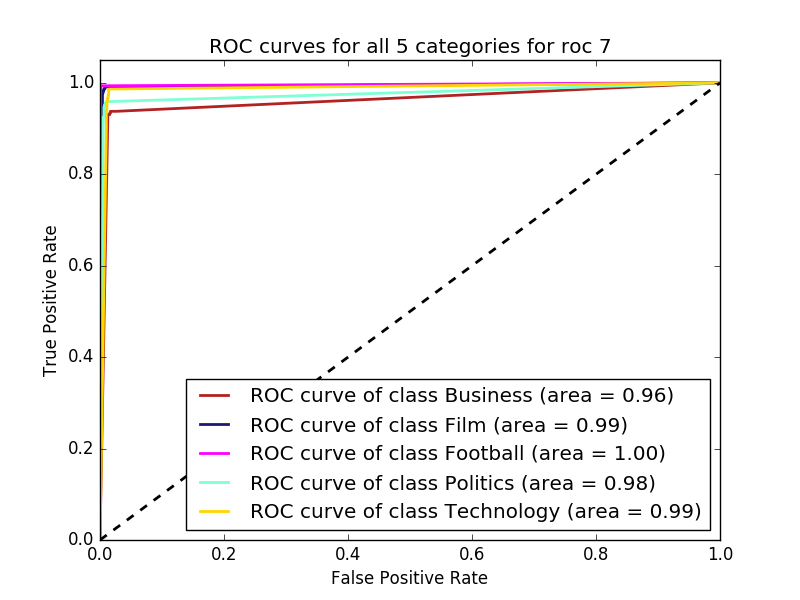 ROC curves for all 5 categories for roc 7
1.0
0.8
0.6
0.4
0.2
0.0
True Positive Rate
ROC curve of class Business (area = 0.96)
ROC curve of class Film (area = 0.99)
ROC curve of class Football (area = 1.00)
ROC curve of class Politics (area = 0.98)
ROC curve of class Technology (area = 0.99)
0.0 0.2 0.4 0.6 0.8 1.0
False Positive Rate